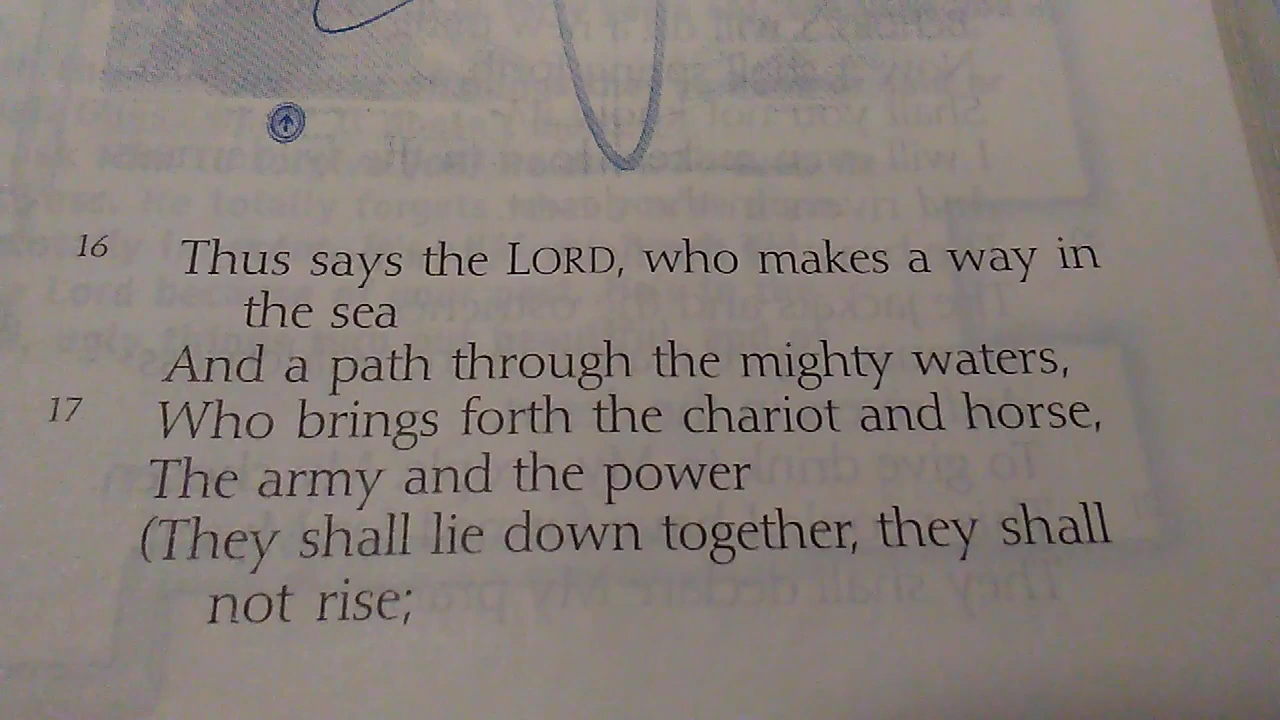 16 Thus says the LORD, who makes a way in
the sea
And a path through the mighty waters,
17 Who brings forth the chariot and horse,
The army and the power
(They shall lie down together, they shall
not rise;